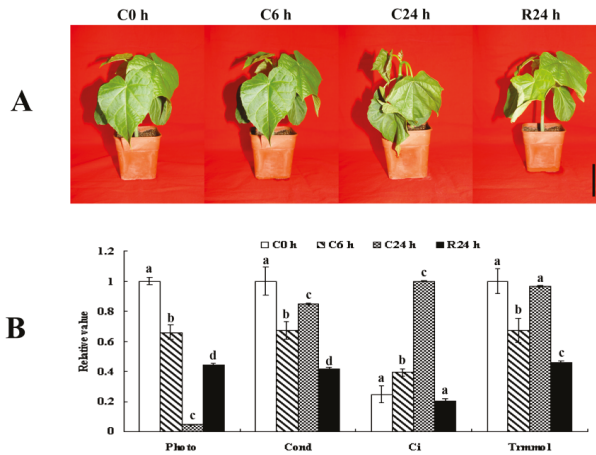 C0 h C6 h C24 h R24 h
A
B
C0 h C6 h C24 h R24 h
Relative value
1.2
1
0.8
0.6
0.4
0.2
0
a b c d
a b c d
a b c a
a b a c
Photo Cond Ci Trmmol